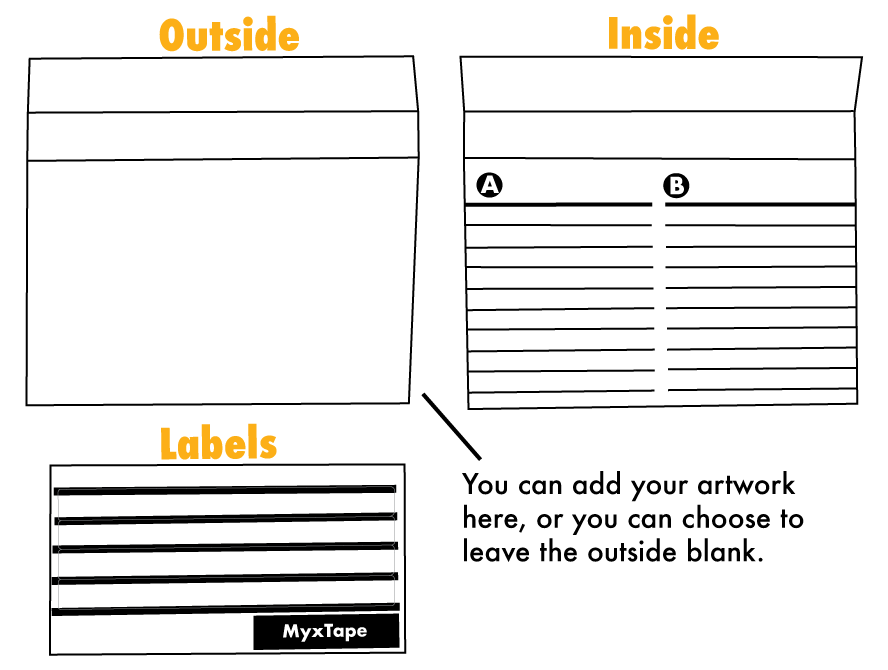 Outside
Inside
A
B
Labels
You can add your artwork
here, or you can choose to
leave the outside blank.
MyxTape